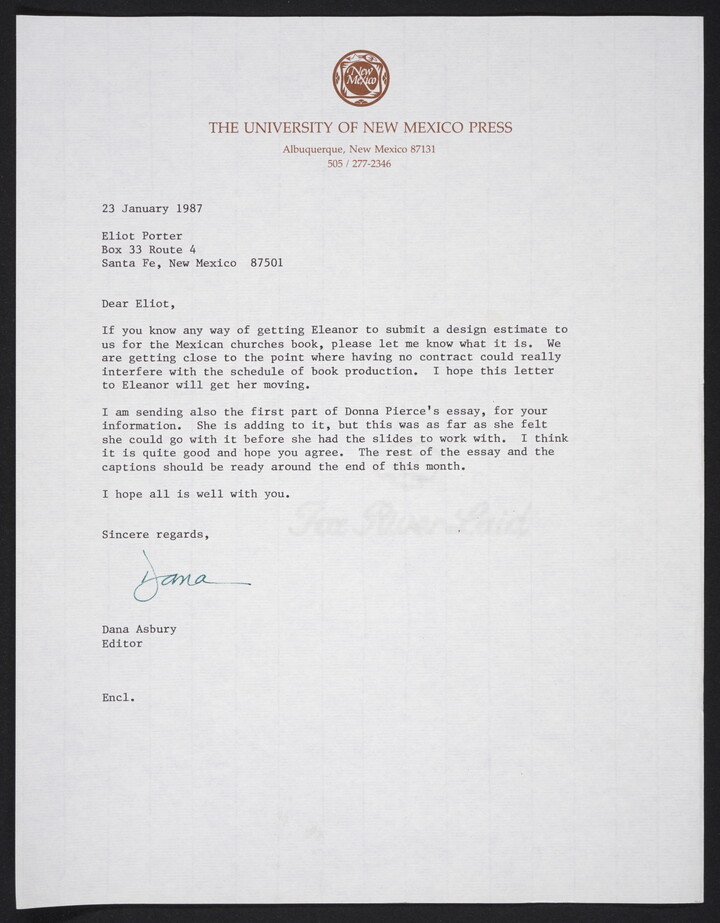 New
Mexico
THE UNIVERSITY OF NEW MEXICO PRESS
Albuquerque, New Mexico 87131
505 / 277-2346
23 January 1987
Eliot Porter
Box 33 Route 4
Santa Fe, New Mexico  87501
Dear Eliot,
If you know any way of getting Eleanor to submit a design estimate to
us for the Mexican churches book, please let me know what it is.  We
are getting close to the point where having no contract could really
interfere with the schedule of book production.  I hope this letter
to Eleanor will get her moving.
I am sending also the first part of Donna Pierce's essay, for your
information.  She is adding to it, but this was as far as she felt
she could go with it before she had the slides to work with.  I think
it is quite good and hope you agree.  The rest of the essay and the
captions should be ready around the end of this month.
I hope all is well with you.
Fox River Laid
Sincere regards,
Dana
Dana Asbury
Editor
Encl.